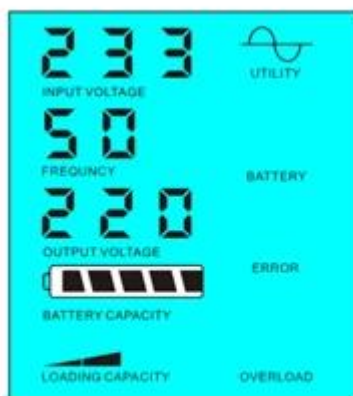 233
INPUT VOLTAGE
UTILITY
50
FREQUNCY
BATTERY
220
OUTPUT VOLTAGE
ERROR
BATTERY CAPACITY
LOADING CAPACITY
OVERLOAD